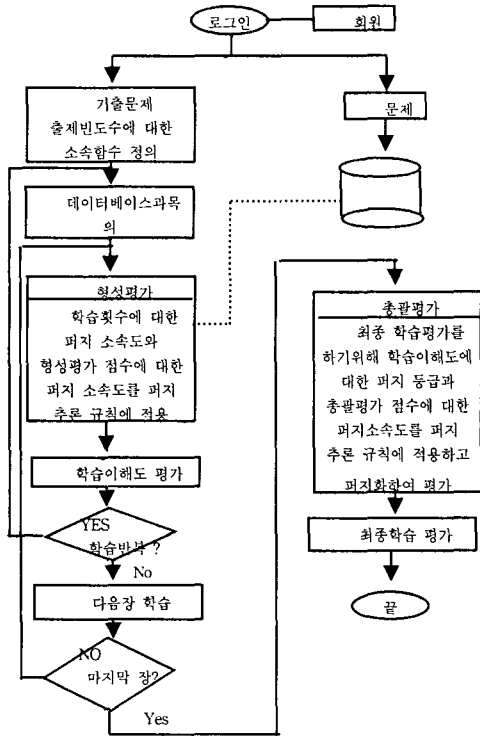 로그인
회원
기출문제
출제빈도수에 대한
소속함수 정의
문제
데이터베이스과목
의
형성평가
학습횟수에 대한
퍼지 소속도와
형성평가 점수에 대한
퍼지 소속도를 퍼지
추론 규칙에 적용
학습이해도 평가
YES
학습반복 ?
No
다음장 학습
NO
마지막 장?
Yes
총괄평가
최종 학습평가를
하기위해 학습이해도에
대한 퍼지 등급과
총괄평가 점수에 대한
퍼지소속도를 퍼지
추론 규칙에 적용하고
퍼지화하여 평가
최종학습 평가
끝